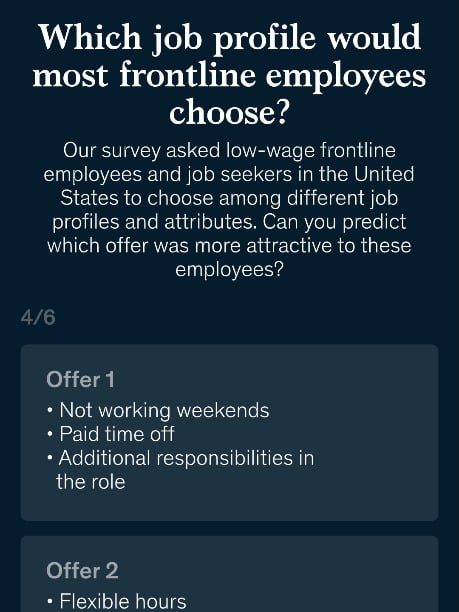 Which job profile would
most frontline employees
choose?
Our survey asked low-wage frontline
employees and job seekers in the United
States to choose among different job
profiles and attributes. Can you predict
which offer was more attractive to these
employees?
4/6
Offer 1
• Not working weekends
• Paid time off
• Additional responsibilities in
the role
Offer 2
• Flexible hours